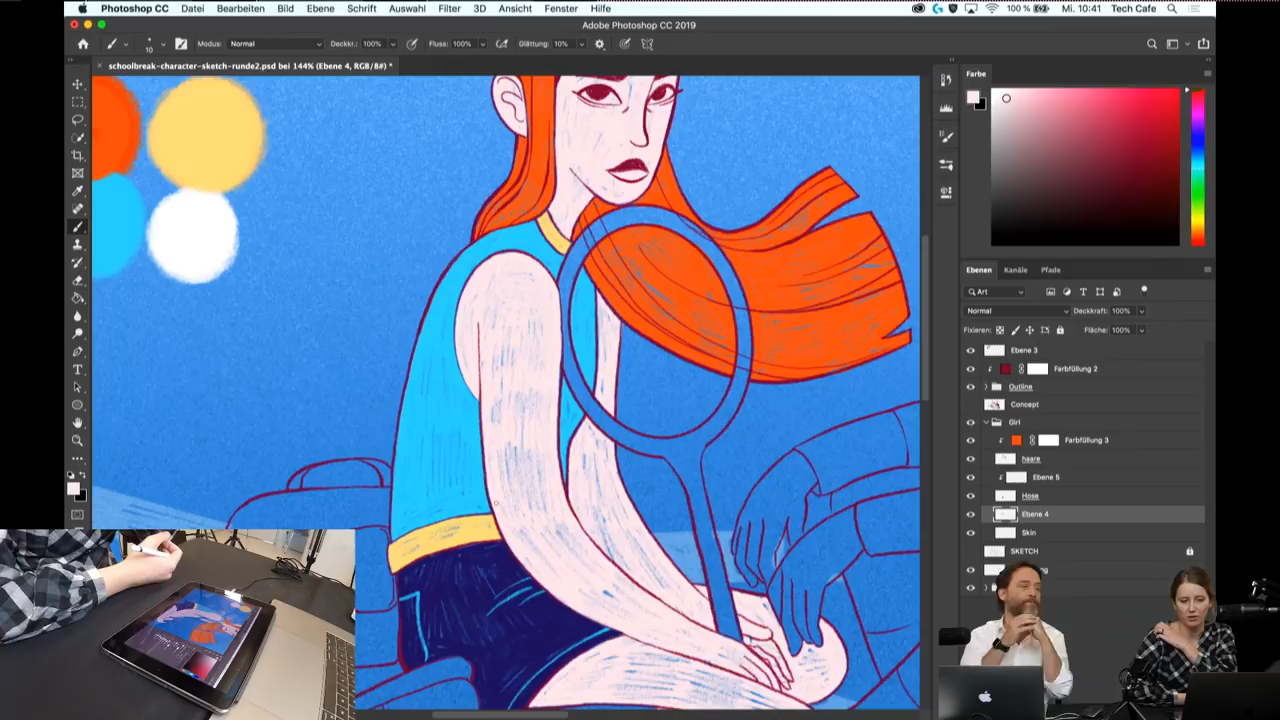 Photoshop CC Datei Bearbeiten Bild Ebene Schrift Auswahl Filter 3D Ansicht Fenster Hilfe 100 % Mi. 10:41 Tech Cafe
Adobe Photoshop CC 2019
10 Modus: Normal Deckkr.: 100% Fluss: 100% Glättung: 10%
× schoolbreak-character-sketch-runde2.psd bei 144% (Ebene 4, RGB/8#) *
Farbe
Ebenen Kanäle Pfade
Art
Normal Deckkraft: 100%
Fixieren: Fläche: 100%
Ebene 3
Farbfüllung 2
Outline
Concept
Girl
Farbfüllung 3
haare
Ebene 5
Hose
Ebene 4
Skin
SKETCH